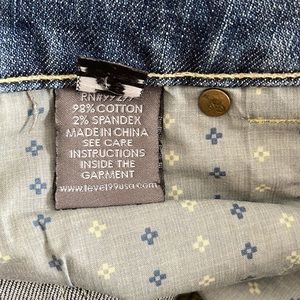 98% COTTON
2% SPANDEX
MADE IN CHINA
SEE CARE
INSTRUCTIONS
INSIDE THE
GARMENT
www.level99usa.com